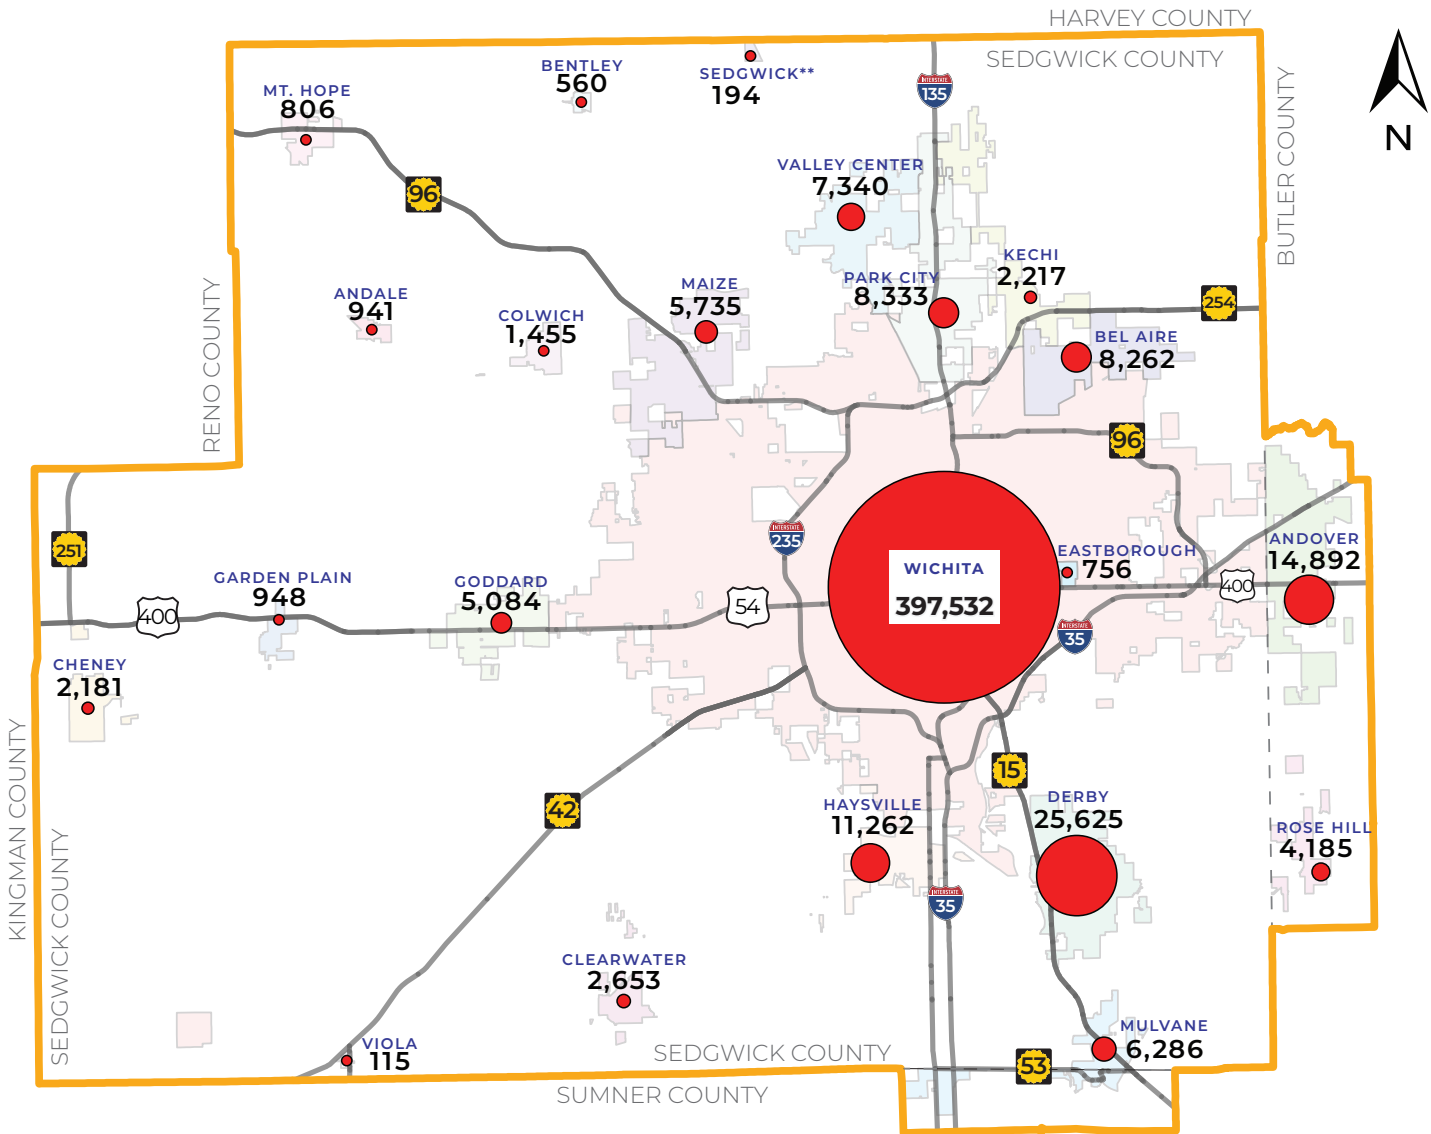 HARVEY COUNTY
SEDGWICK COUNTY
BENTLEY
560
SEDGWICK**
194
MT. HOPE
806
INTERSTATE
135
BUTLER COUNTY
N
VALLEY CENTER
7,340
96
KECHI
2,217
PARK CITY
8,333
MAIZE
5,735
ANDALE
941
COLWICH
1,455
254
BEL AIRE
8,262
RENO COUNTY
96
251
INTERSTATE
235
WICHITA
397,532
EASTBOROUGH
756
ANDOVER
14,892
400
GARDEN PLAIN
948
GODDARD
5,084
54
400
INTERSTATE
35
CHENEY
2,181
KINGMAN COUNTY
SEDGWICK COUNTY
42
15
HAYSVILLE
11,262
DERBY
25,625
ROSE HILL
4,185
INTERSTATE
35
CLEARWATER
2,653
VIOLA
115
SEDGWICK COUNTY
SUMNER COUNTY
MULVANE
6,286
53